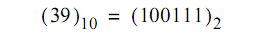 (39)₁₀ = (100111)₂